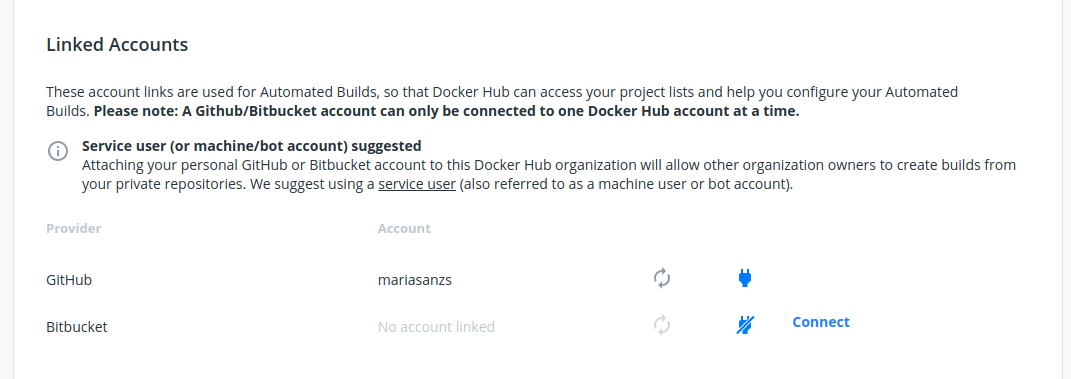 Linked Accounts
These account links are used for Automated Builds, so that Docker Hub can access your project lists and help you configure your Automated
Builds. Please note: A Github/Bitbucket account can only be connected to one Docker Hub account at a time.
Service user (or machine/bot account) suggested
Attaching your personal GitHub or Bitbucket account to this Docker Hub organization will allow other organization owners to create builds from
your private repositories. We suggest using a service user (also referred to as a machine user or bot account).
Provider Account
GitHub mariasanzs
Bitbucket No account linked Connect